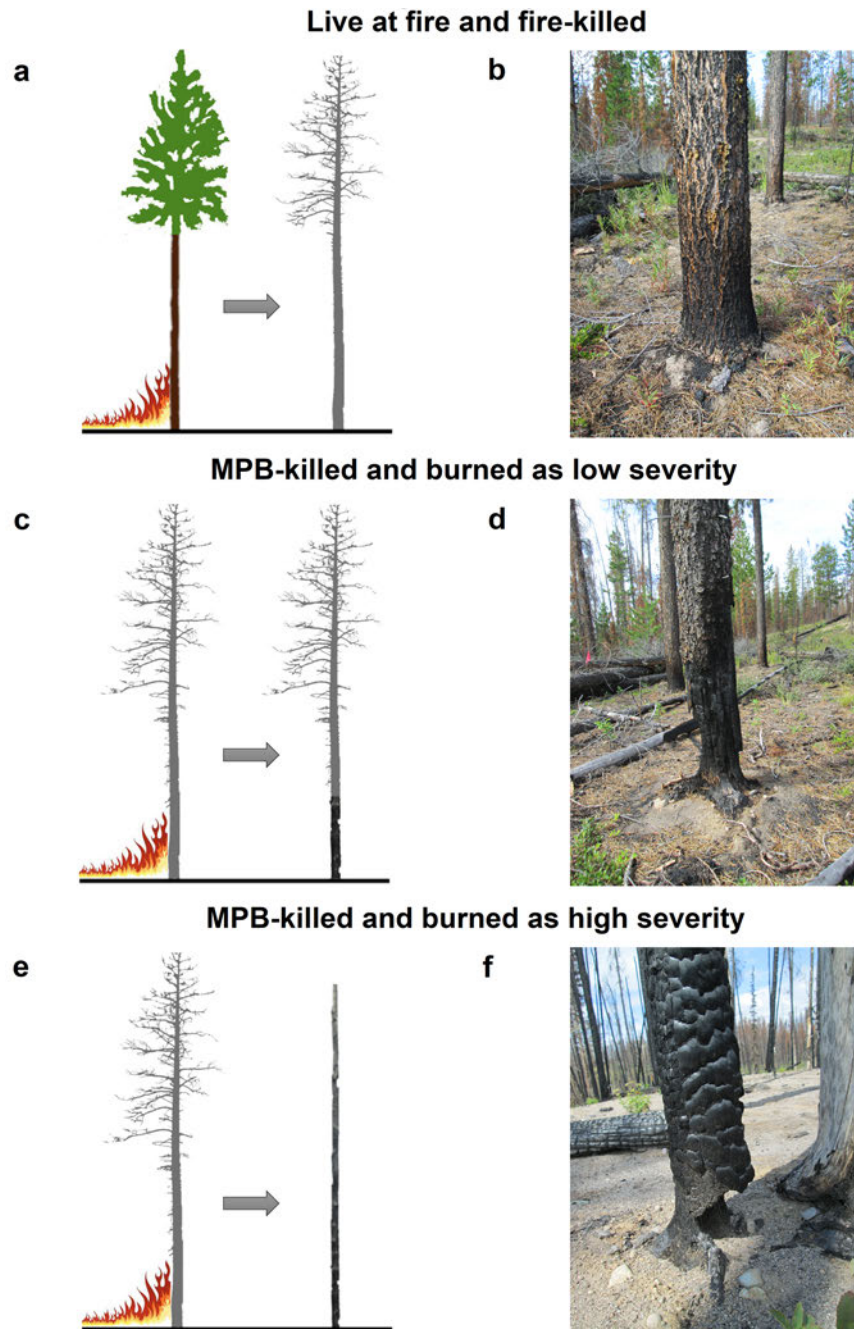 Live at fire and fire-killed
a
b
MPB-killed and burned as low severity
c
d
MPB-killed and burned as high severity
e
f